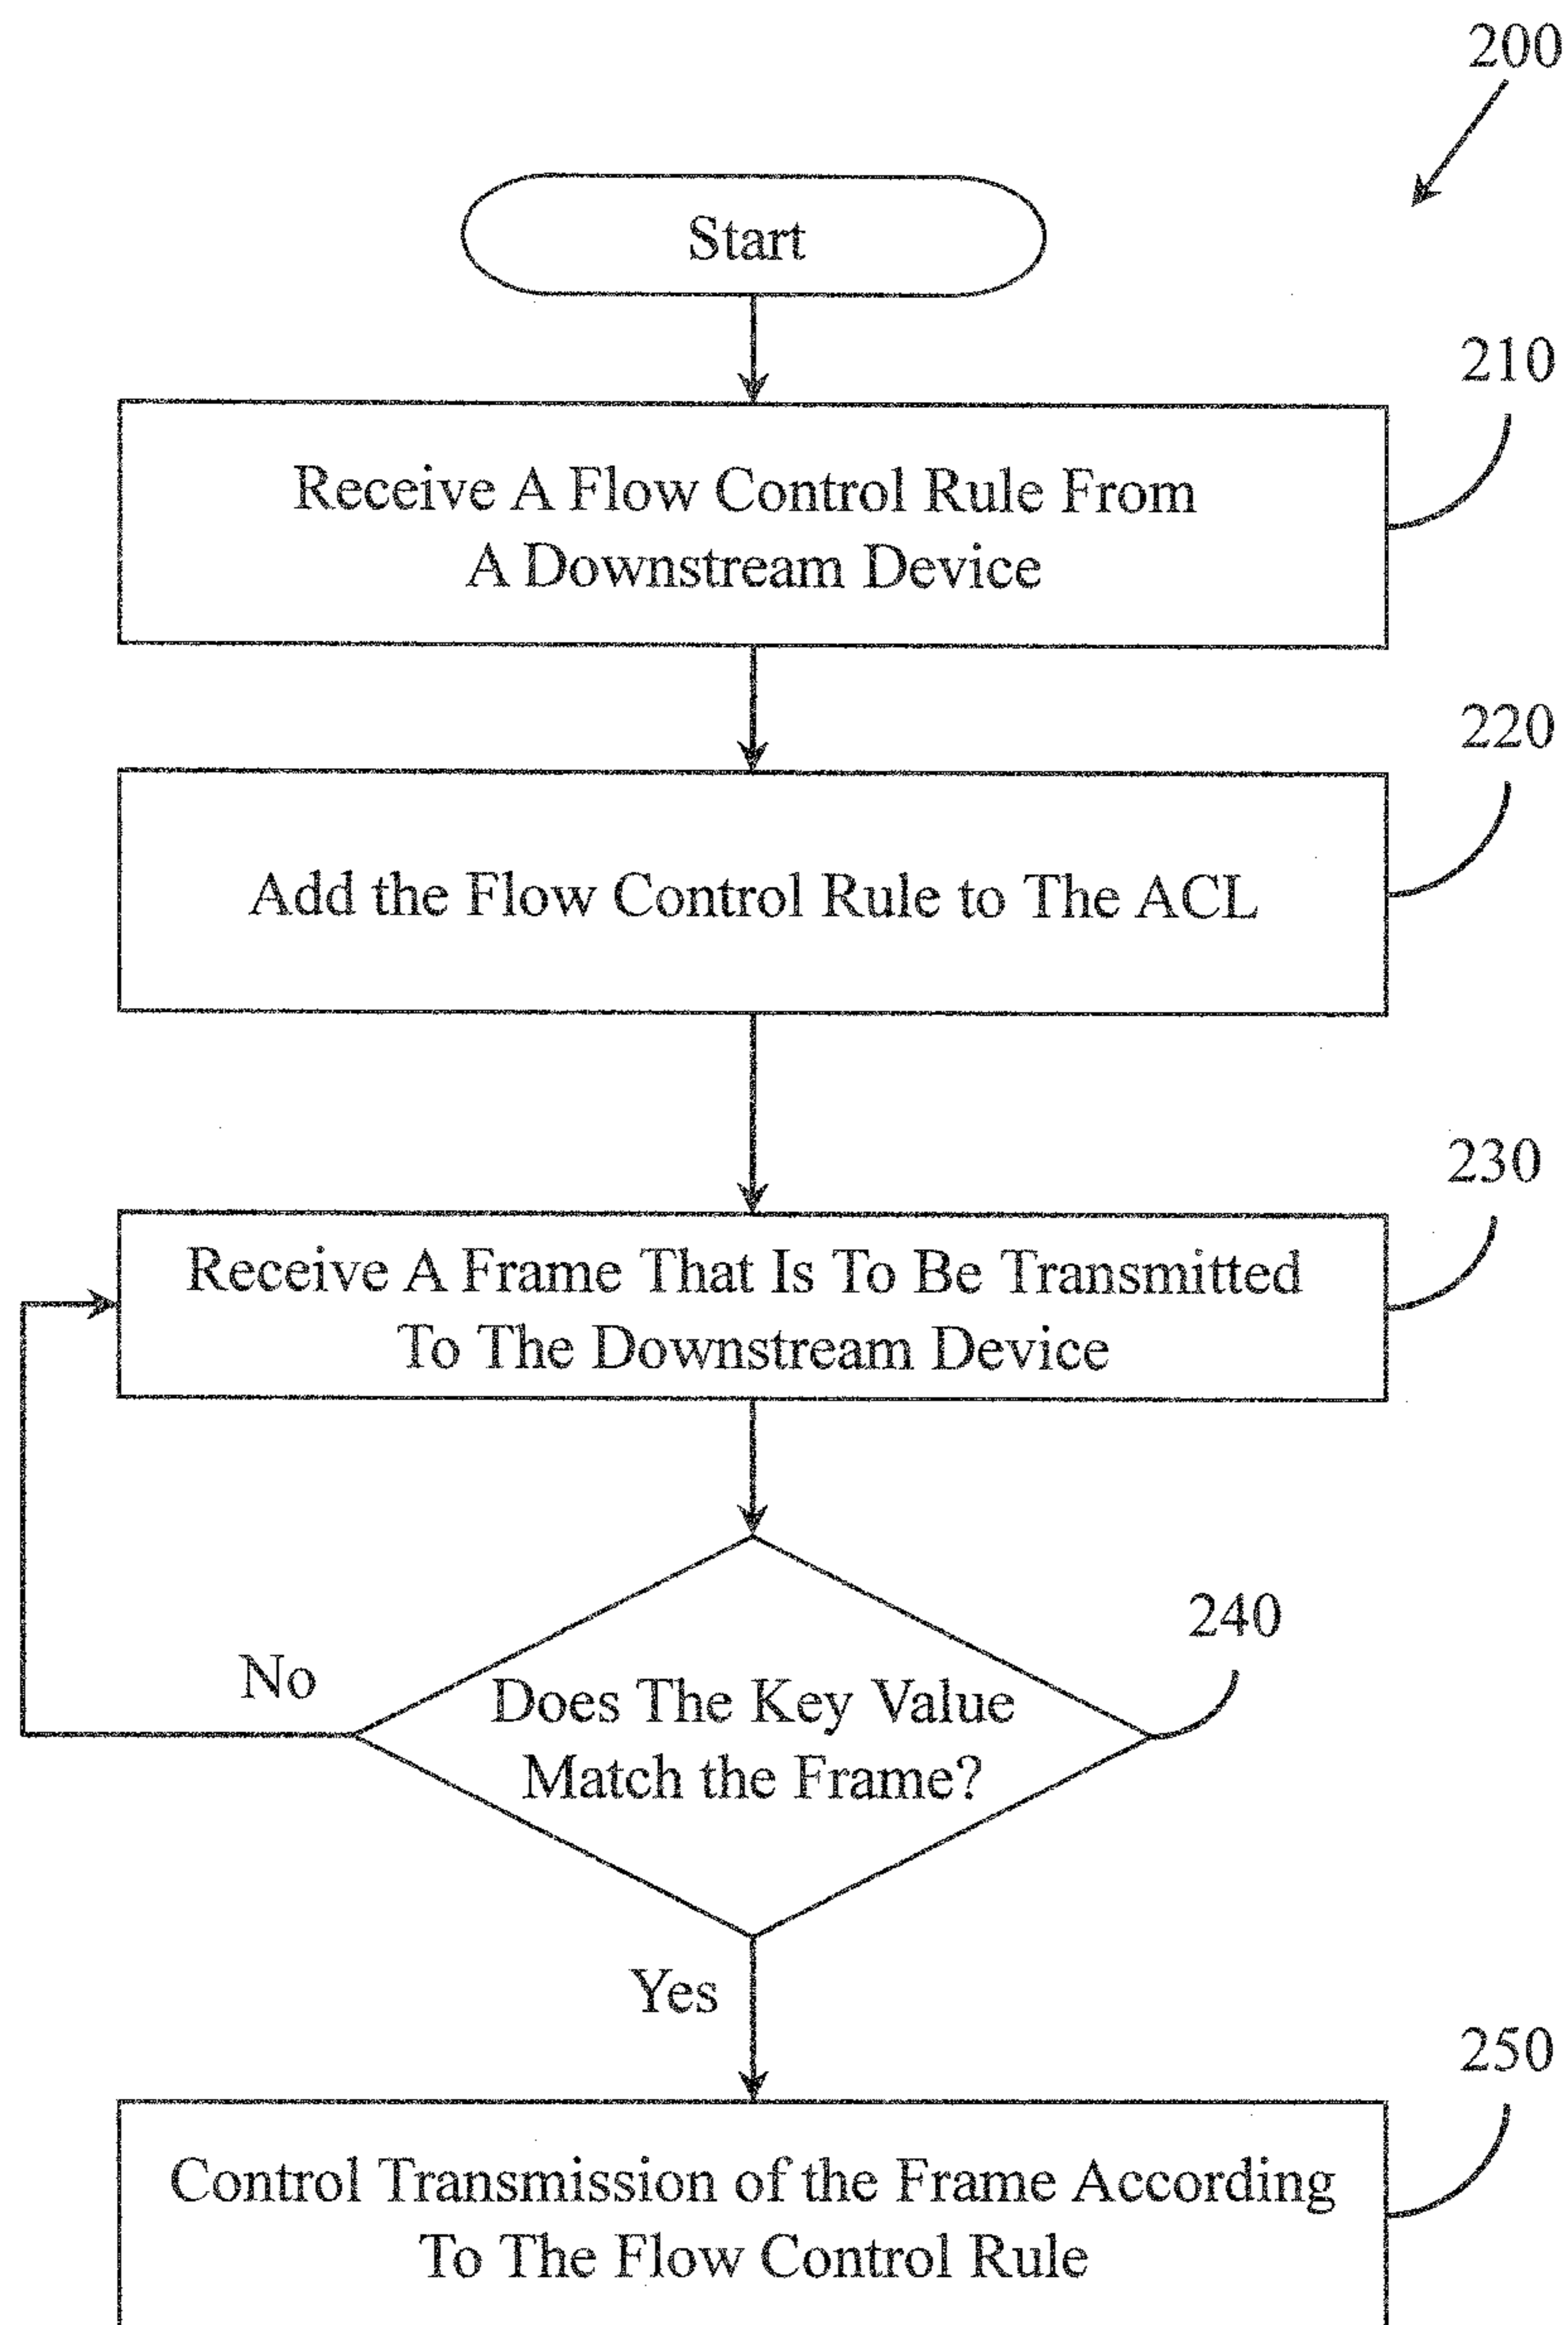 200
Start
210
Receive A Flow Control Rule From
A Downstream Device
220
Add the Flow Control Rule to The ACL
230
Receive A Frame That Is To Be Transmitted
To The Downstream Device
240
No
Does The Key Value
Match the Frame?
Yes
250
Control Transmission of the Frame According
To The Flow Control Rule